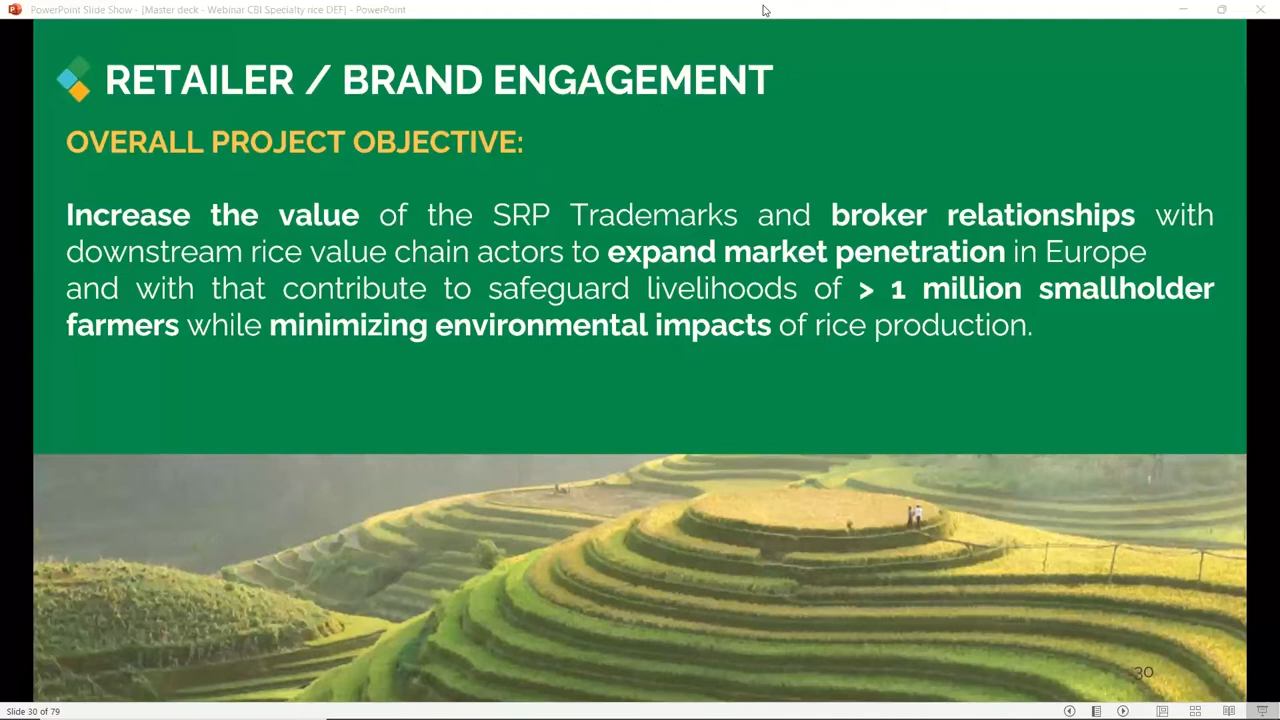 PowerPoint Slide Show - [Master deck - Webinar CBI Specialty rice DEF] - PowerPoint
RETAILER / BRAND ENGAGEMENT
OVERALL PROJECT OBJECTIVE:
Increase the value of the SRP Trademarks and broker relationships with
downstream rice value chain actors to expand market penetration in Europe
and with that contribute to safeguard livelihoods of > 1 million smallholder
farmers while minimizing environmental impacts of rice production.
30
Slide 30 of 79